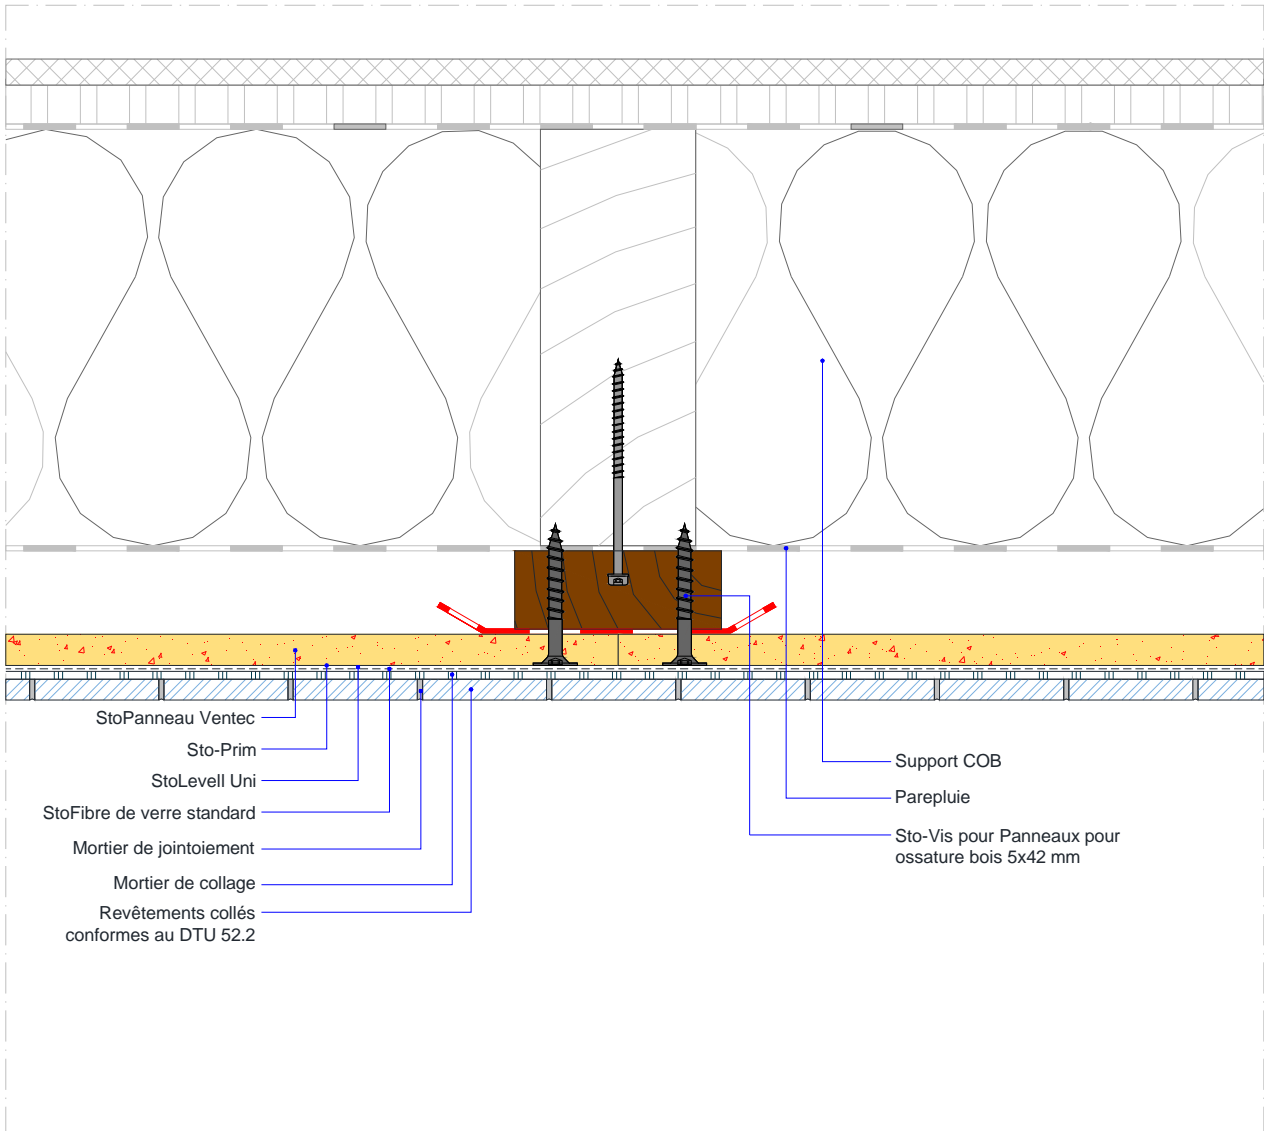 StoPanneau Ventec
Sto-Prim
StoLevell Uni
StoFibre de verre standard
Mortier de jointoiement
Mortier de collage
Revêtements collés
conformes au DTU 52.2
Support COB
Parepluie
Sto-Vis pour Panneaux pour
ossature bois 5x42 mm